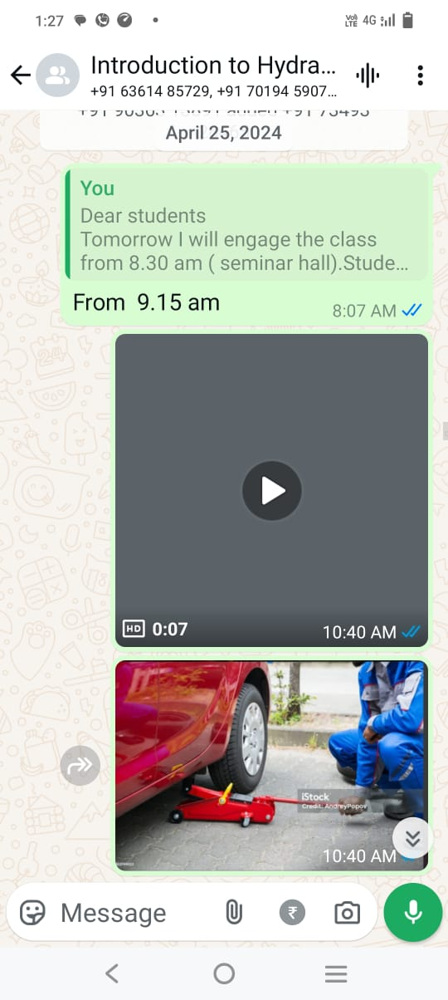 1:27
Vo)
LTE 4G
Introduction to Hydra...
+91 63614 85729, +91 70194 5907...
April 25, 2024
You
Dear students
Tomorrow I will engage the class
from 8.30 am ( seminar hall).Stude...
From 9.15 am
8:07 AM
HD 0:07
10:40 AM
iStock
Credit: AndreyPopov
10:40 AM
Message
₹